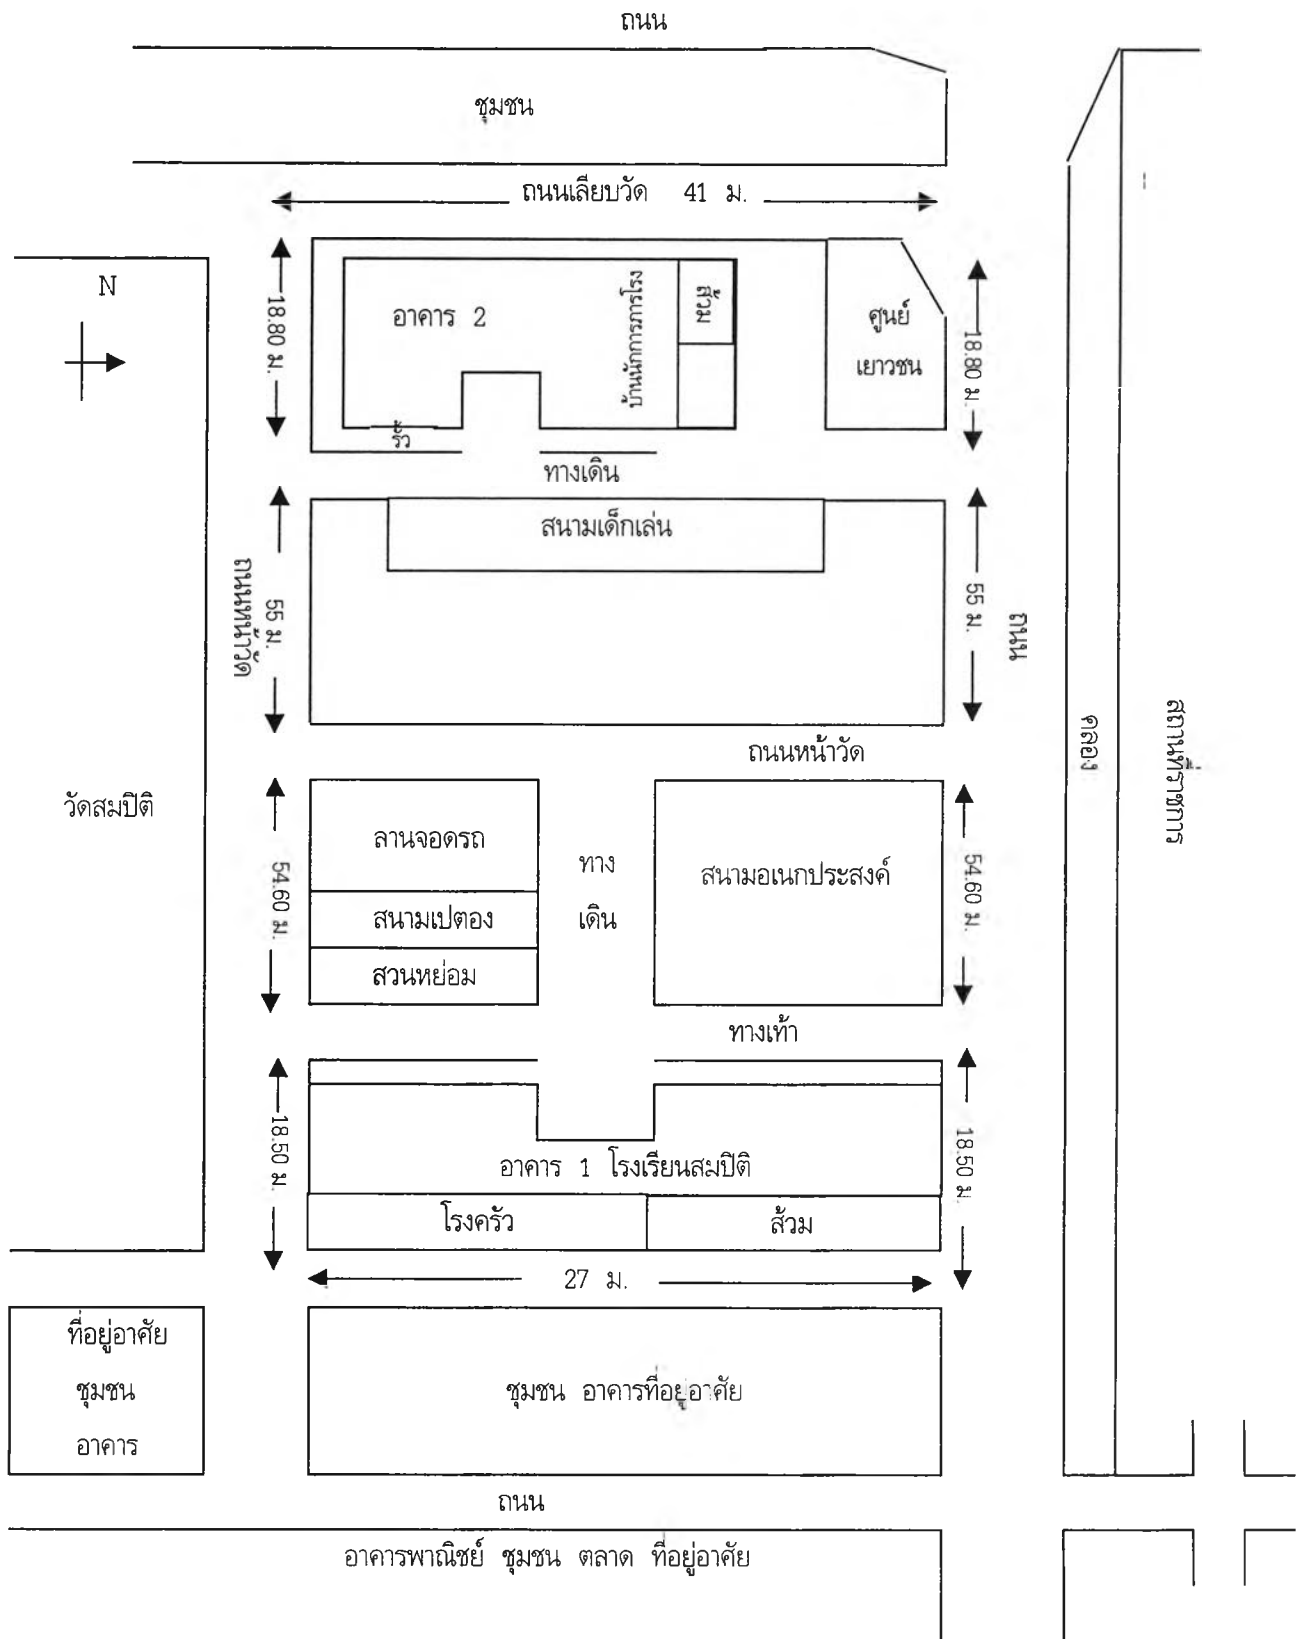 ถนน
ชุมชน
ถนนเลียบวัด 41 ม.
N
18.80 ม.
อาคาร 2
บ้านนักการภารโรง
ส้วม
ศูนย์
เยาวชน
18.80 ม.
รั้ว
ทางเดิน
สนามเด็กเล่น
ถนนหน้าวัด
55 ม.
55 ม.
ถนน
ถนนหน้าวัด
คลอง
สถานที่ราชการ
วัดสมปิติ
54.60 ม.
ลานจอดรถ
สนามเปตอง
สวนหย่อม
ทาง
เดิน
สนามอเนกประสงค์
54.60 ม.
ทางเท้า
18.50 ม.
อาคาร 1 โรงเรียนสมปิติ
โรงครัว
ส้วม
18.50 ม.
27 ม.
ที่อยู่อาศัย
ชุมชน
อาคาร
ชุมชน อาคารที่อยู่อาศัย
ถนน
อาคารพาณิชย์ ชุมชน ตลาด ที่อยู่อาศัย